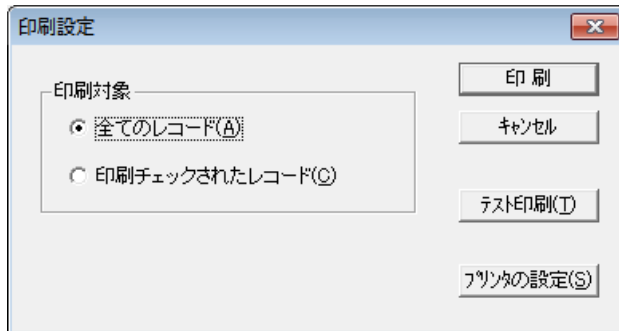 印刷設定
印刷対象
全てのレコード(A)
印刷チェックされたレコード(C)
印 刷
ｷｬﾝｾﾙ
ﾃｽﾄ印刷(T)
ﾌﾟﾘﾝﾀの設定(S)